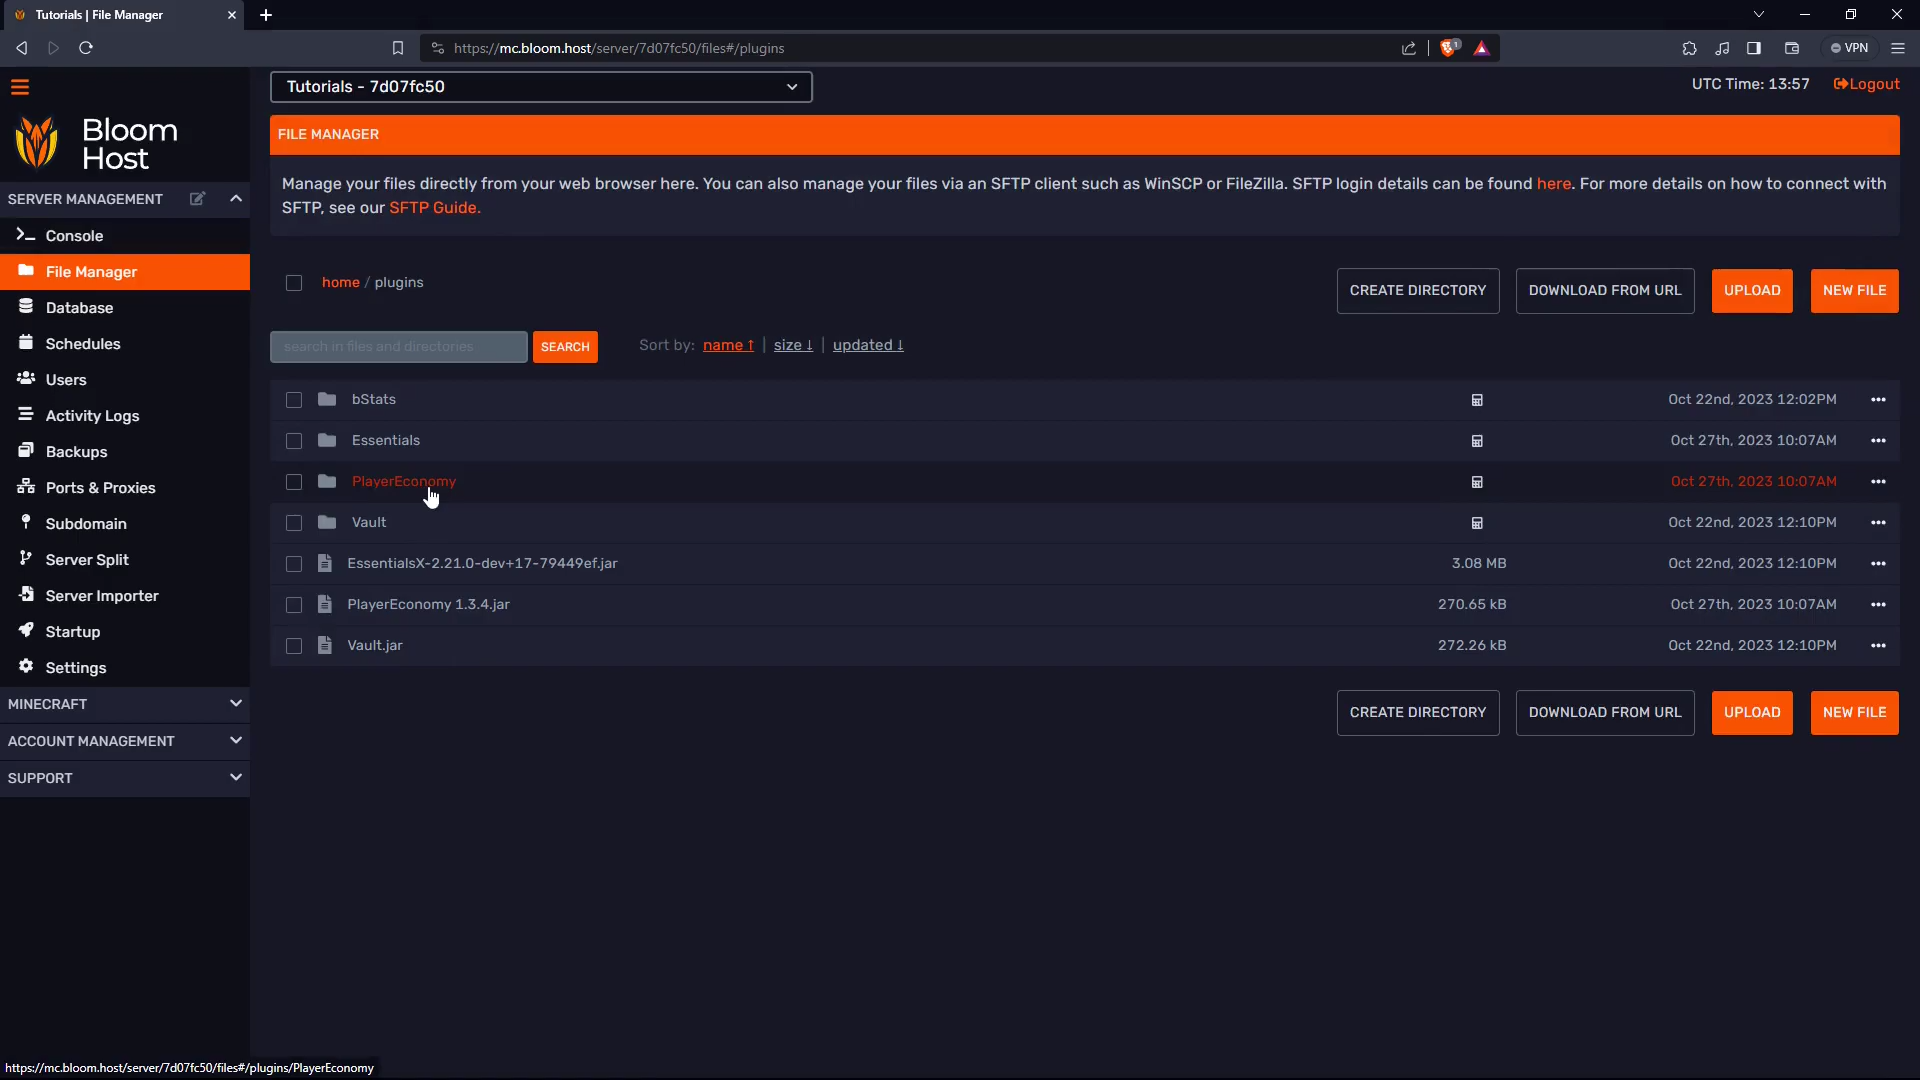 Tutorials | File Manager
https://mc.bloom.host/server/7d07fc50/files#/plugins
1
VPN
Tutorials - 7d07fc50
UTC Time: 13:57
Logout
Bloom
Host
FILE MANAGER
Manage your files directly from your web browser here. You can also manage your files via an SFTP client such as WinSCP or FileZilla. SFTP login details can be found here. For more details on how to connect with
SFTP, see our SFTP Guide.
SERVER MANAGEMENT
Console
File Manager
Database
Schedules
Users
Activity Logs
Backups
Ports & Proxies
Subdomain
Server Split
Server Importer
Startup
Settings
MINECRAFT
ACCOUNT MANAGEMENT
SUPPORT
home / plugins
CREATE DIRECTORY
DOWNLOAD FROM URL
UPLOAD
NEW FILE
search in files and directories
SEARCH
Sort by: name ↑ | size ↓ | updated ↓
bStats Oct 22nd, 2023 12:02PM
Essentials Oct 27th, 2023 10:07AM
PlayerEconomy Oct 27th, 2023 10:07AM
Vault Oct 22nd, 2023 12:10PM
EssentialsX-2.21.0-dev+17-79449ef.jar 3.08 MB Oct 22nd, 2023 12:10PM
PlayerEconomy 1.3.4.jar 270.65 kB Oct 27th, 2023 10:07AM
Vault.jar 272.26 kB Oct 22nd, 2023 12:10PM
CREATE DIRECTORY
DOWNLOAD FROM URL
UPLOAD
NEW FILE
https://mc.bloom.host/server/7d07fc50/files#/plugins/PlayerEconomy